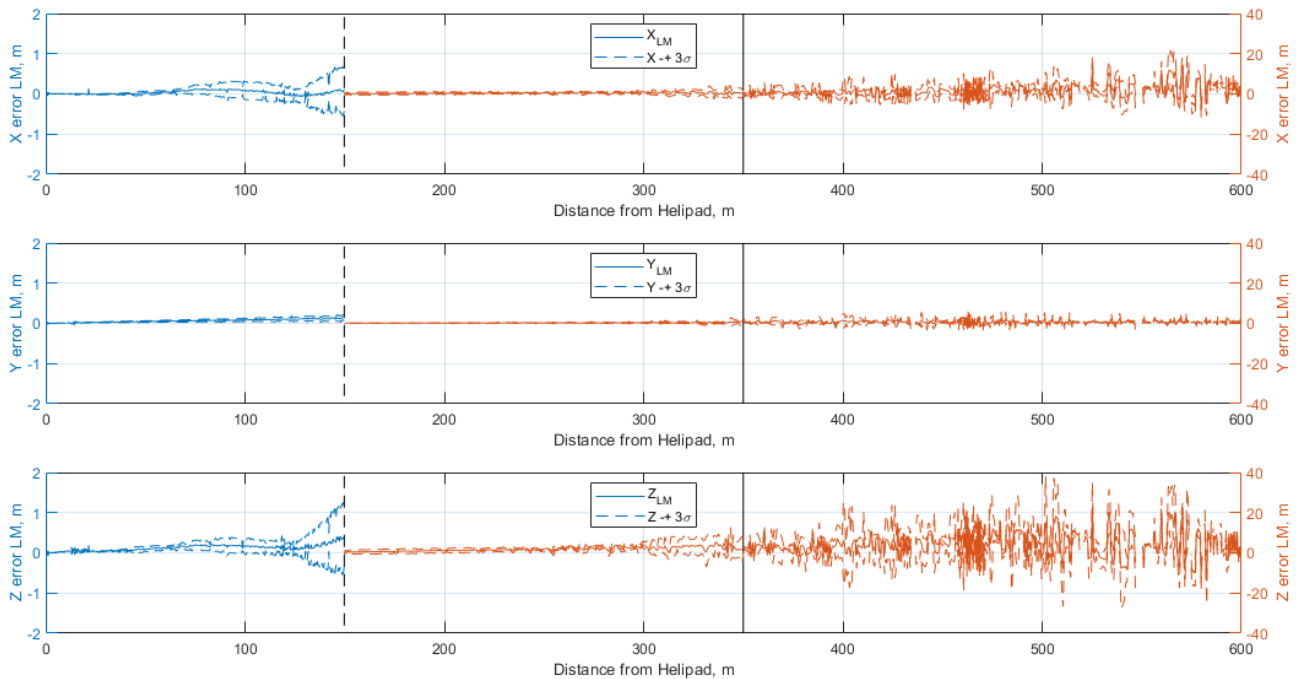 2
1
0
-1
-2
X error LM, m
X_LM
X -+ 3σ
40
20
0
-20
-40
X error LM, m
0 100 200 300 400 500 600
Distance from Helipad, m
2
1
0
-1
-2
Y error LM, m
Y_LM
Y -+ 3σ
40
20
0
-20
-40
Y error LM, m
0 100 200 300 400 500 600
Distance from Helipad, m
2
1
0
-1
-2
Z error LM, m
Z_LM
Z -+ 3σ
40
20
0
-20
-40
Z error LM, m
0 100 200 300 400 500 600
Distance from Helipad, m